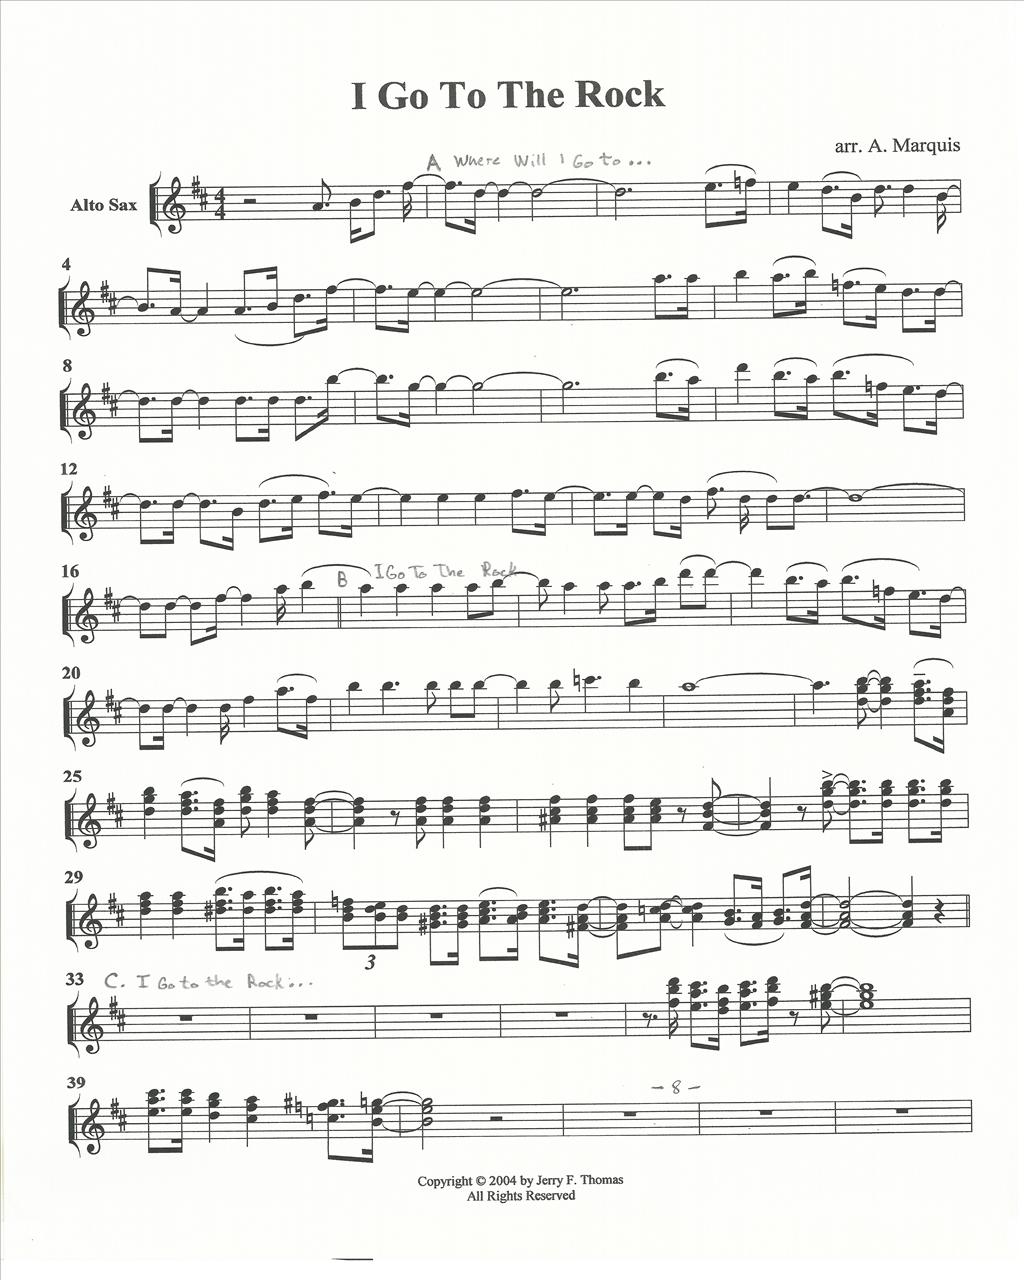 I Go To The Rock
arr. A. Marquis
A Where Will I Go to...
Alto Sax
4
4
4
8
12
16
B I Go To The Rock
20
25
29
3
33
C. I Go to the Rock...
39
- 8 -
Copyright © 2004 by Jerry F. Thomas
All Rights Reserved